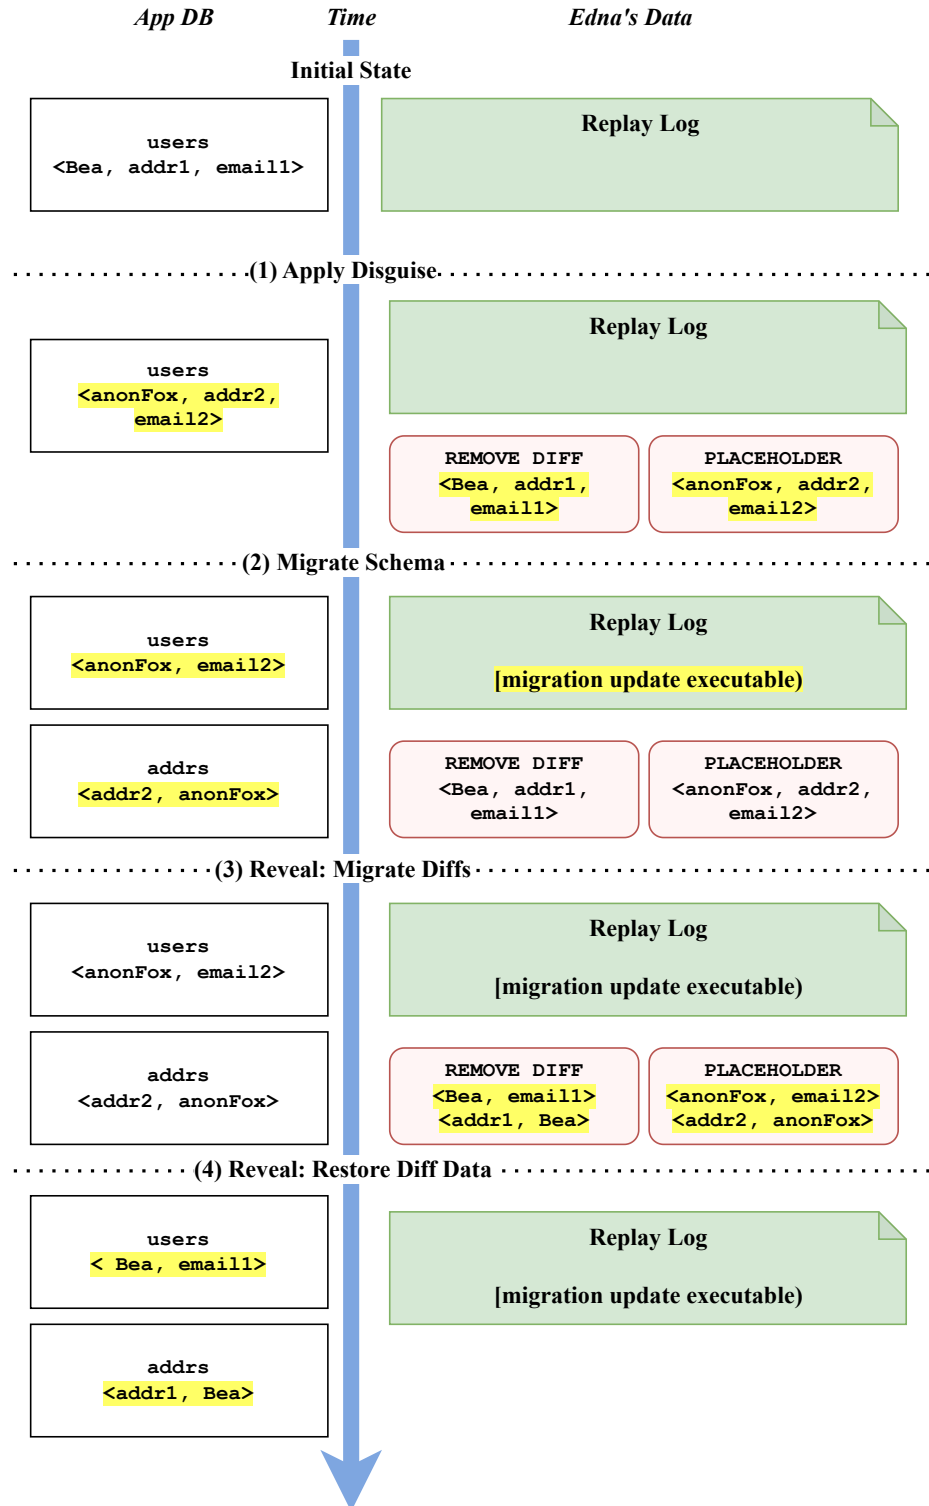 App DB Time Edna's Data
Initial State
users
<Bea, addr1, email1>
Replay Log
(1) Apply Disguise
users
<anonFox, addr2,
email2>
Replay Log
REMOVE DIFF
<Bea, addr1,
email1>
PLACEHOLDER
<anonFox, addr2,
email2>
(2) Migrate Schema
users
<anonFox, email2>
addrs
<addr2, anonFox>
Replay Log
[migration update executable)
REMOVE DIFF
<Bea, addr1,
email1>
PLACEHOLDER
<anonFox, addr2,
email2>
(3) Reveal: Migrate Diffs
users
<anonFox, email2>
addrs
<addr2, anonFox>
Replay Log
[migration update executable)
REMOVE DIFF
<Bea, email1>
<addr1, Bea>
PLACEHOLDER
<anonFox, email2>
<addr2, anonFox>
(4) Reveal: Restore Diff Data
users
< Bea, email1>
addrs
<addr1, Bea>
Replay Log
[migration update executable)